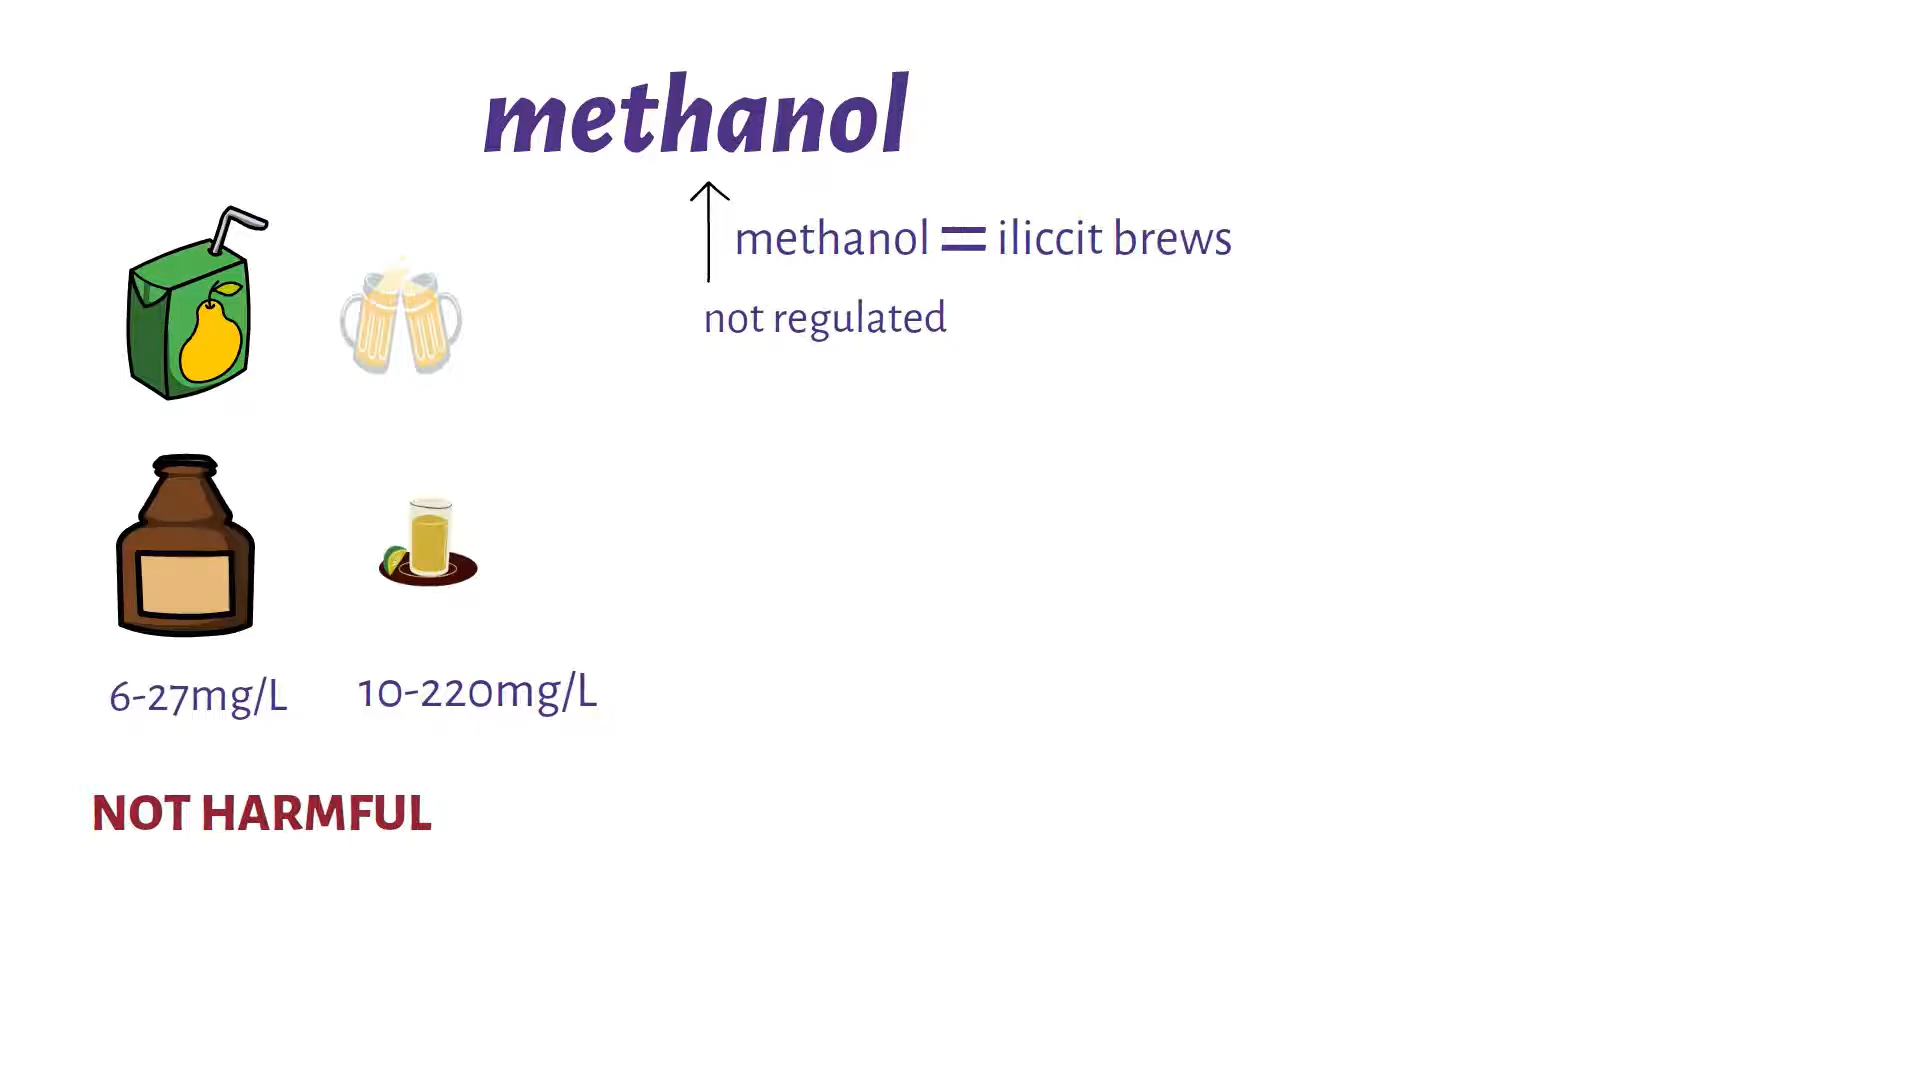 methanol
methanol = iliccit brews
not regulated
6-27mg/L
10-220mg/L
NOT HARMFUL